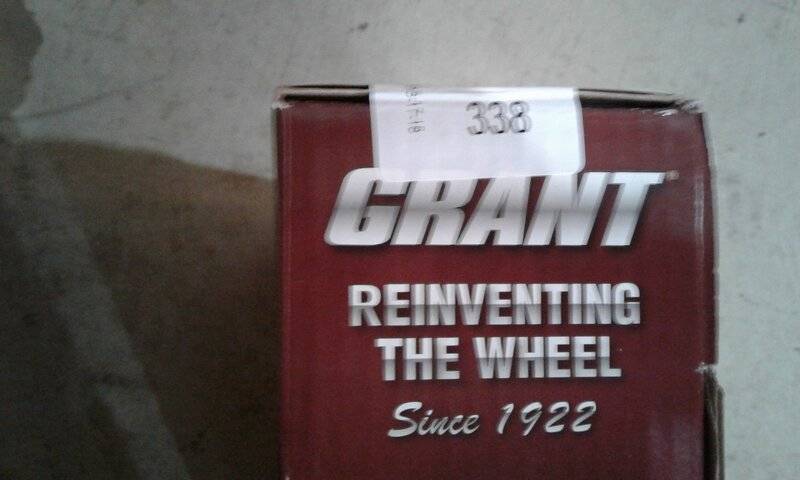 338
GRANT
REINVENTING
THE WHEEL
Since 1922